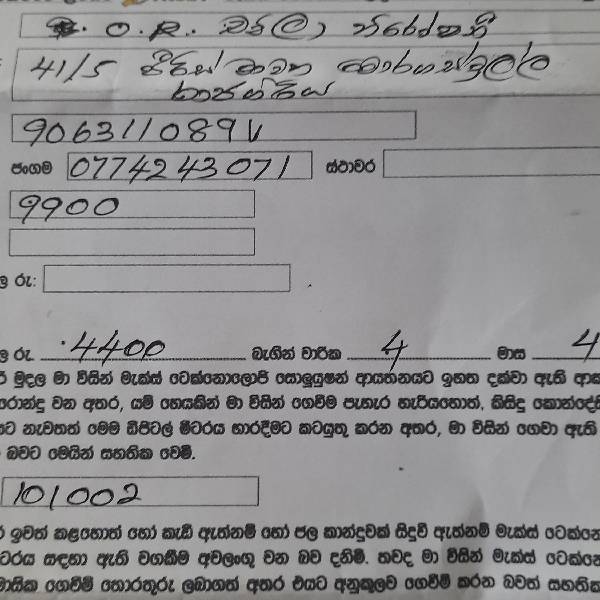 ඕ. R.
41/5 පීරිස් මාවත
906311089V
ජංගම 0774243071 ස්ථාවර
9900
ල රු:
ල රු. 4400 බැගින් වාරික 4 මාස 4
මුදල මා විසින් මැක්ස් ටෙක්නොලොජි සොලුයුෂන් ආයතනයට ඉහත දක්වා ඇති
වන අතර, යම් හෙයකින් මා විසින් ගෙවීම් පැහැර හැරියහොත්, කිසිදු
නැවතත් මෙම ඩිජිටල් මීටරය භාරදීමට කටයුතු කරන අතර, මා විසින් ගෙවා ඇති
බවට මෙයින් සහතික වෙමි.
101002
ඉවත් කළහොත් හෝ කැඩී ඇත්නම් හෝ ජල කාන්දුවක් සිදුවී ඇත්නම් මැක්ස්
සඳහා ඇති වගකීම අවලංගු වන බව දනිමි. තවද මා විසින් මැක්ස්
ගෙවීම් තොරතුරු ලබාගත් අතර එයට අනුකූලව ගෙවීම් කරන බවත්